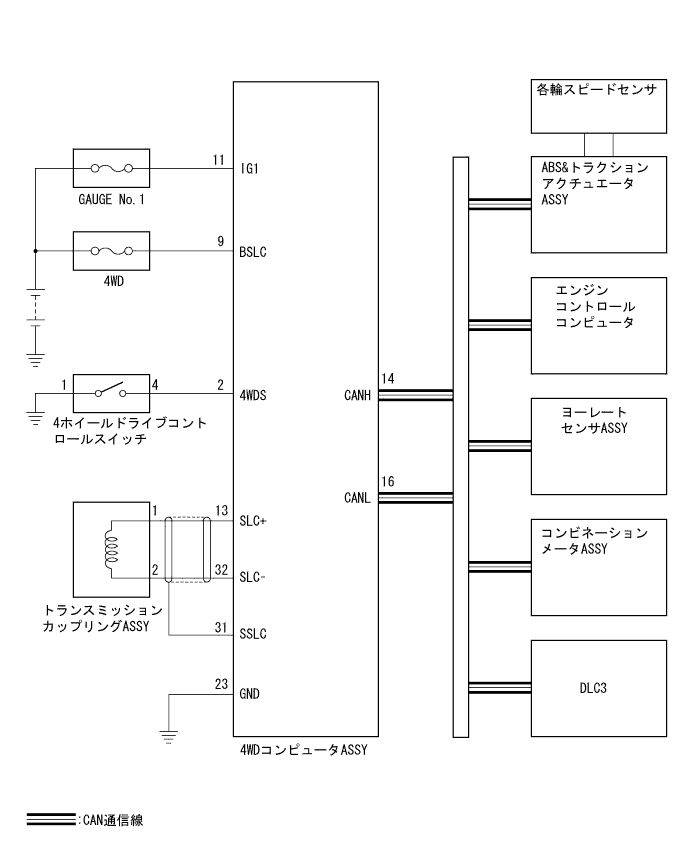 各輪スピードセンサ
ABS&トラクション
アクチュエータ
ASSY
11
IG1
GAUGE No.1
9
BSLC
4WD
エンジン
コントロール
コンピュータ
1
4
2
4WDS
4ホイールドライブコント
ロールスイッチ
14
CANH
ヨーレート
センサASSY
16
CANL
1
13
SLC+
2
32
SLC-
トランスミッション
カップリングASSY
31
SSLC
コンビネーション
メータASSY
23
GND
DLC3
4WDコンピュータASSY
:CAN通信線